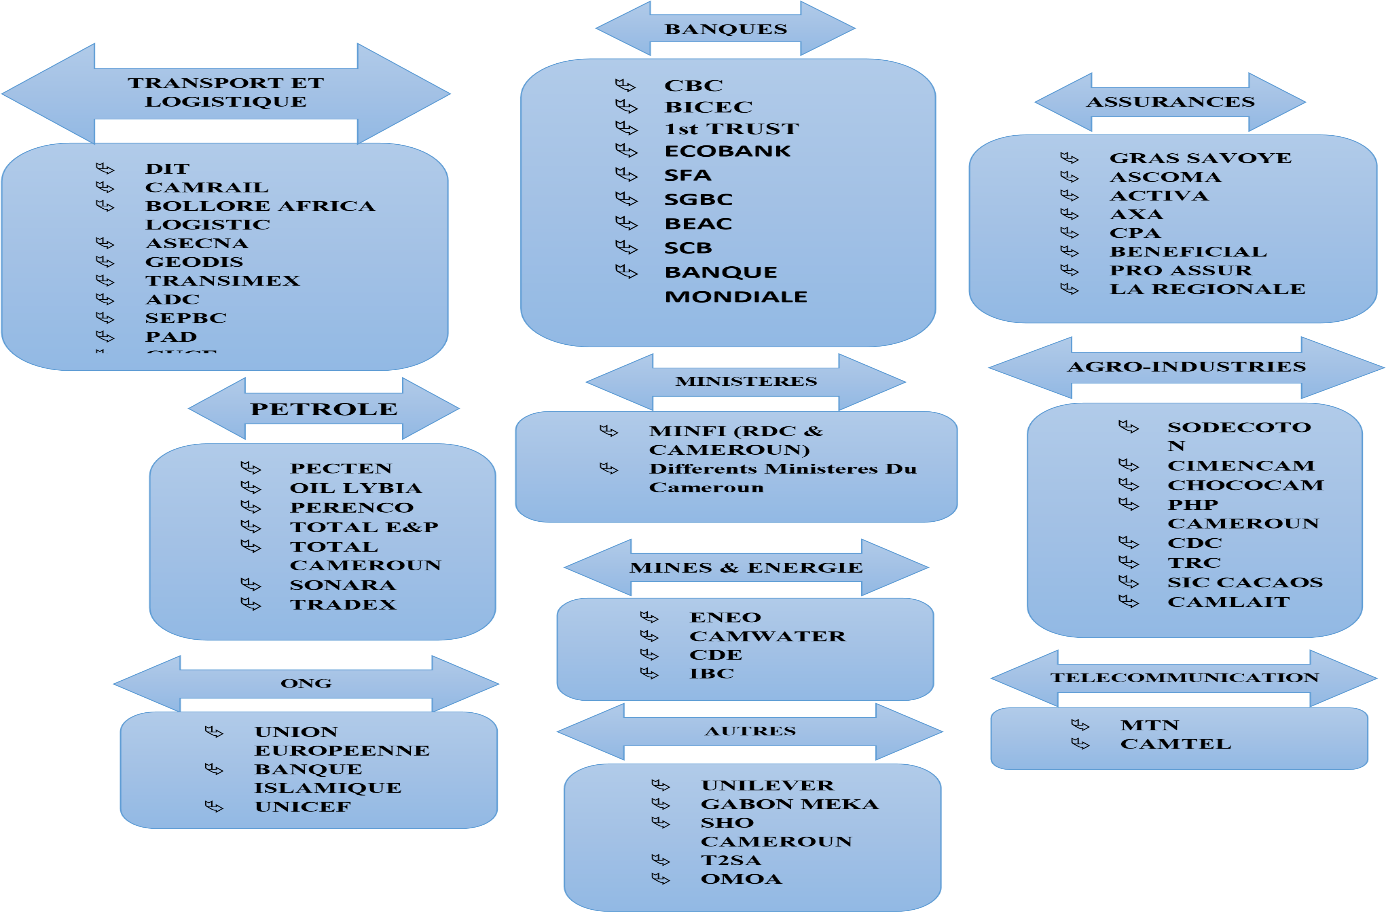 TRANSPORT ET
LOGISTIQUE
DIT
CAMRAIL
BOLLORE AFRICA
LOGISTIC
ASECNA
GEODIS
TRANSIMEX
ADC
SEPBC
PAD
PETROLE
PECTEN
OIL LYBIA
PERENCO
TOTAL E&P
TOTAL
CAMEROUN
SONARA
TRADEX
ONG
UNION
EUROPEENNE
BANQUE
ISLAMIQUE
UNICEF
BANQUES
CBC
BICEC
1st TRUST
ECOBANK
SFA
SGBC
BEAC
SCB
BANQUE
MONDIALE
MINISTERES
MINFI (RDC &
CAMEROUN)
Differents Ministeres Du
Cameroun
MINES & ENERGIE
ENEO
CAMWATER
CDE
IBC
AUTRES
UNILEVER
GABON MEKA
SHO
CAMEROUN
T2SA
OMOA
ASSURANCES
GRAS SAVOYE
ASCOMA
ACTIVA
AXA
CPA
BENEFICIAL
PRO ASSUR
LA REGIONALE
AGRO-INDUSTRIES
SODECOTO
N
CIMENCAM
CHOCOCAM
PHP
CAMEROUN
CDC
TRC
SIC CACAOS
CAMLAIT
TELECOMMUNICATION
MTN
CAMTEL